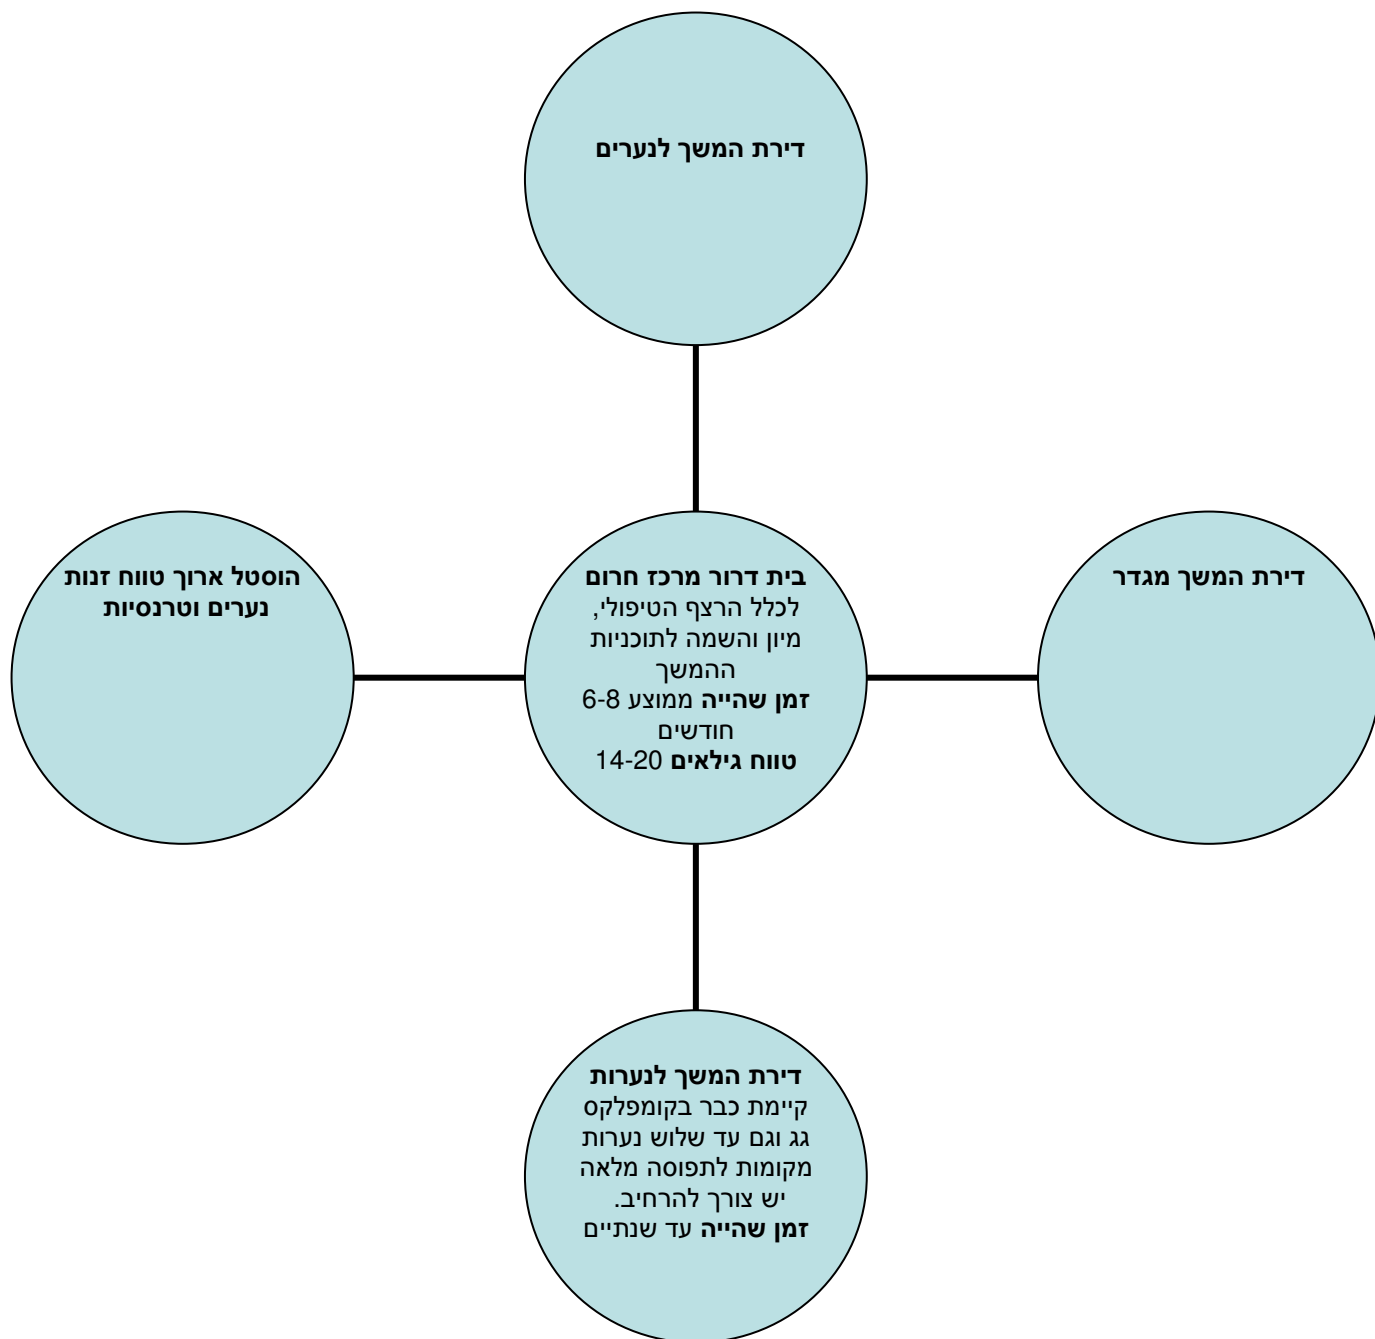 דירת המשך לנערים
הוסטל ארוך טווח זנות
נערים וטרנסיות
בית דרור מרכז חרום
לכלל הרצף הטיפולי,
מיון והשמה לתוכניות
ההמשך
זמן שהייה ממוצע 6-8
חודשים
טווח גילאים 14-20
דירת המשך מגדר
דירת המשך לנערות
קיימת כבר בקומפלקס
גג וגם עד שלוש נערות
מקומות לתפוסה מלאה
יש צורך להרחיב.
זמן שהייה עד שנתיים